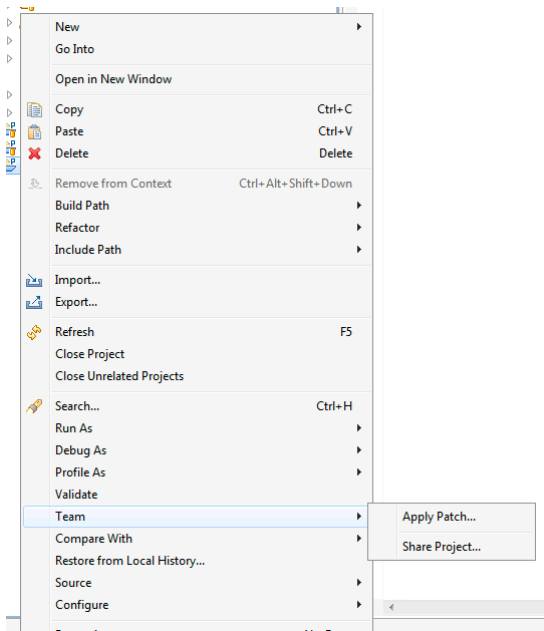 New
Go Into
Open in New Window
Copy Ctrl+C
Paste Ctrl+V
Delete Delete
Remove from Context Ctrl+Alt+Shift+Down
Build Path
Refactor
Include Path
Import...
Export...
Refresh F5
Close Project
Close Unrelated Projects
Search... Ctrl+H
Run As
Debug As
Profile As
Validate
Team
Apply Patch...
Compare With
Share Project...
Restore from Local History...
Source
Configure